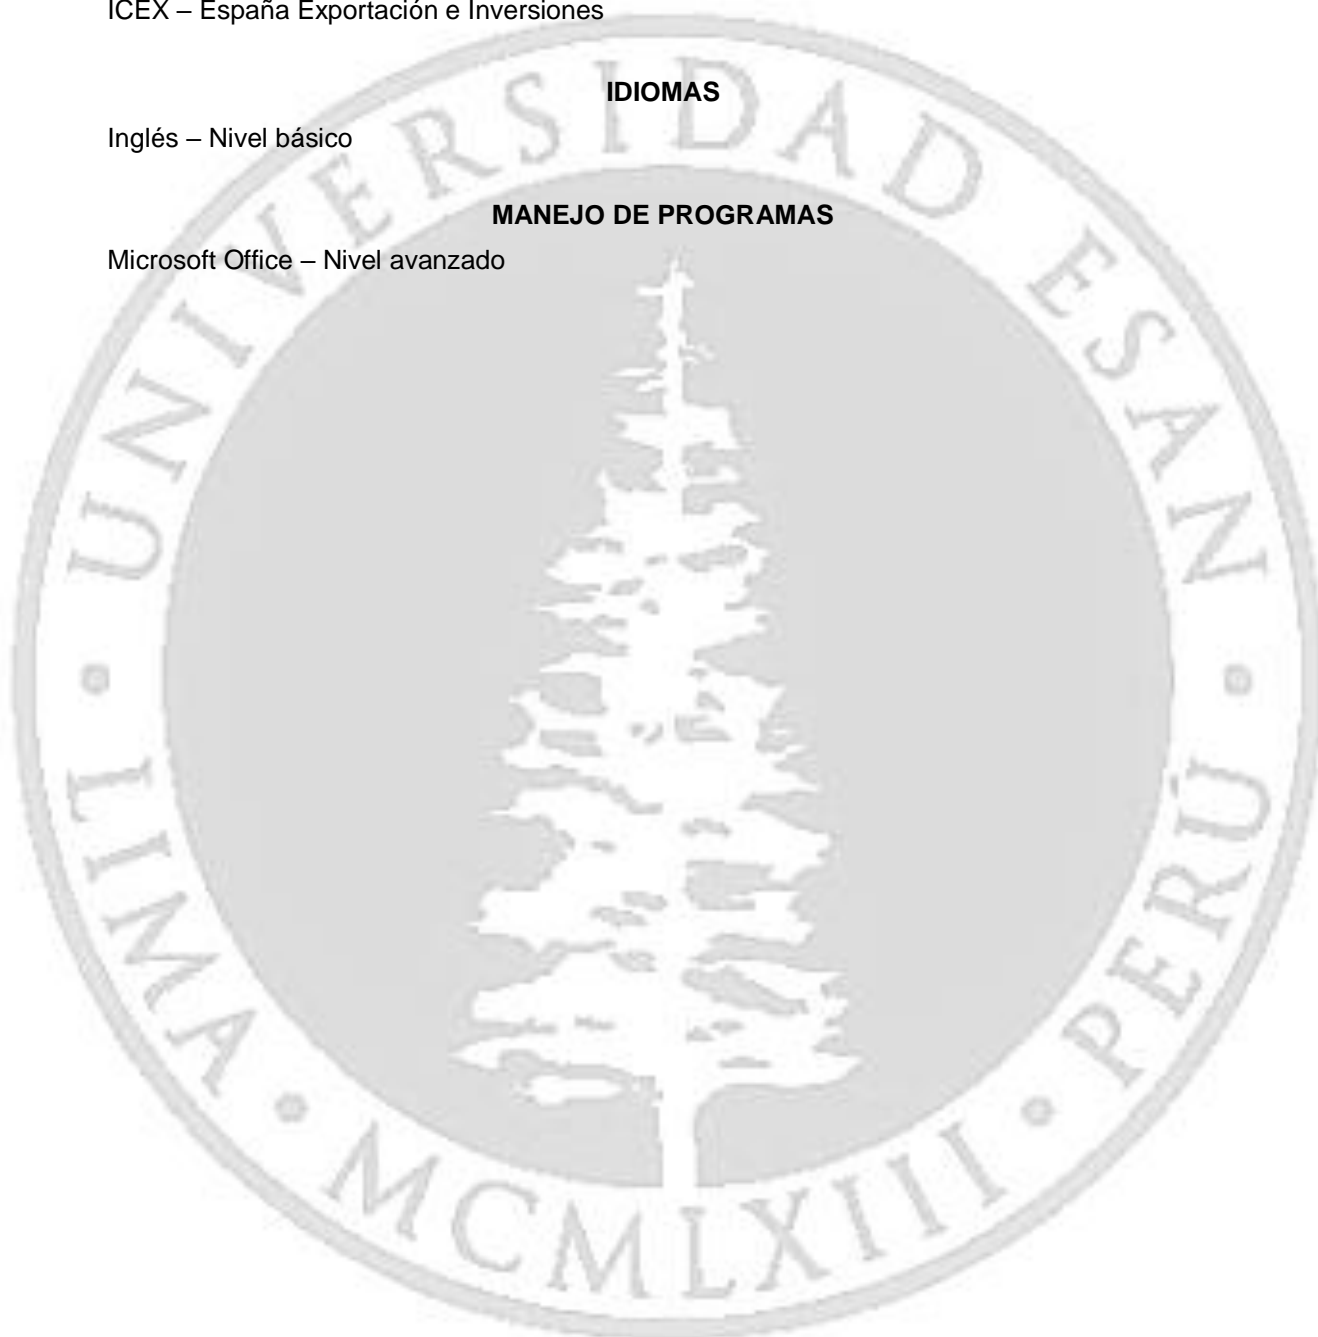 ICEX – España Exportación e Inversiones
IDIOMAS
Inglés – Nivel básico
MANEJO DE PROGRAMAS
Microsoft Office – Nivel avanzado
UNIVERSIDAD ESAN
LIMA • MCMLXIII • PERÚ